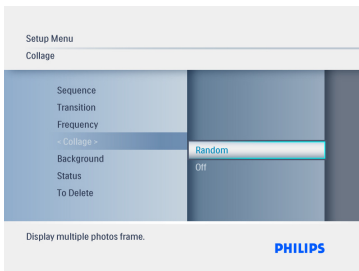 Setup Menu
Collage
Sequence
Transition
Frequency
< Collage >
Background
Status
To Delete
Random
Off
Display multiple photos frame.
PHILIPS